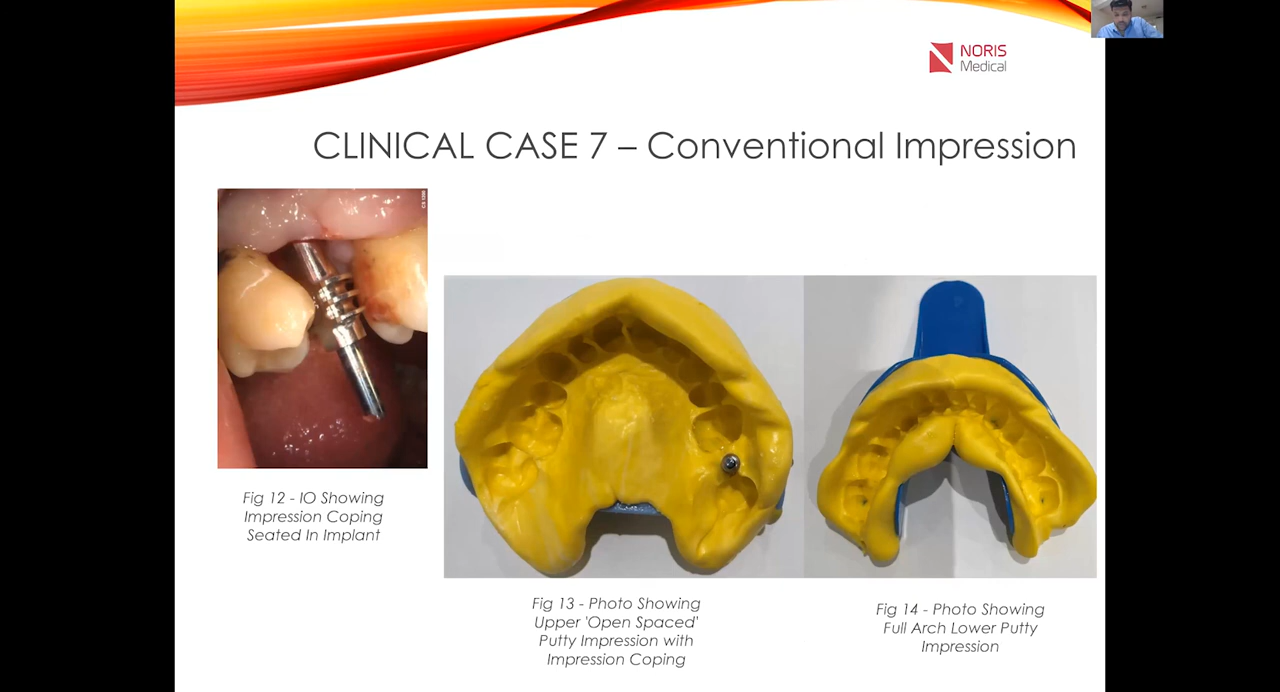 NORIS
Medical
CLINICAL CASE 7 – Conventional Impression
Fig 12 - IO Showing
Impression Coping
Seated In Implant
Fig 13 - Photo Showing
Upper 'Open Spaced'
Putty Impression with
Impression Coping
Fig 14 - Photo Showing
Full Arch Lower Putty
Impression